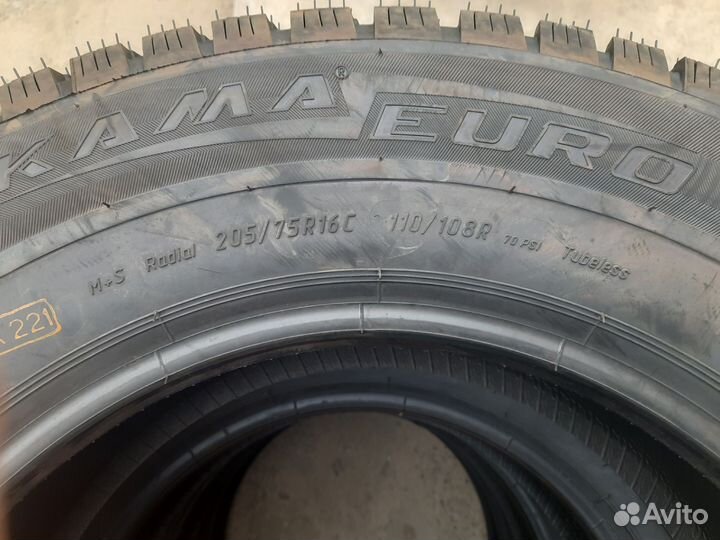 KAMA® EURO
M+S Radial 205/75R16C 110/108R 70 PSI Tubeless
221
Avito